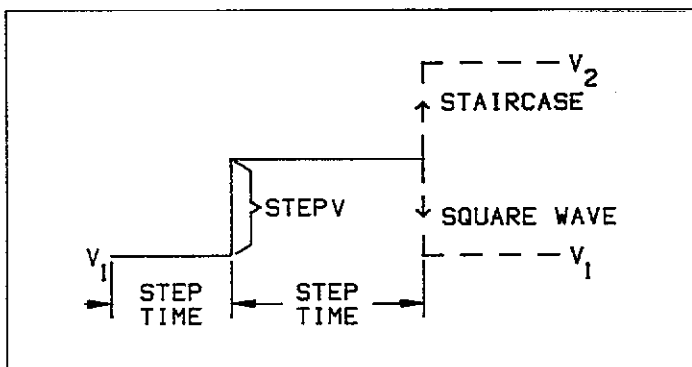 V2
STAIRCASE
STEPV
SQUARE WAVE
V1
V1
STEP
TIME
STEP
TIME